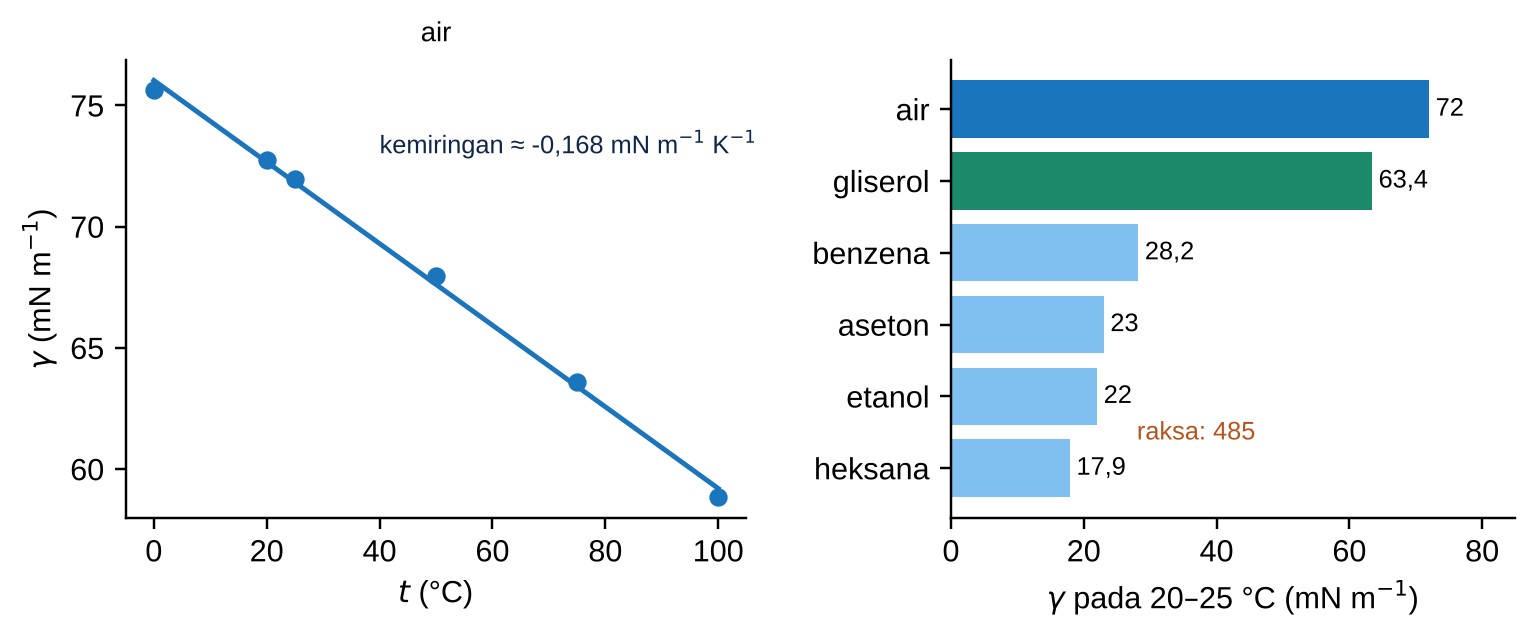 air
kemiringan ≈ -0,168 mN m⁻¹ K⁻¹
γ (mN m⁻¹)
75
70
65
60
0 20 40 60 80 100
t (°C)
air 72
gliserol 63,4
benzena 28,2
aseton 23
etanol 22
raksa: 485
heksana 17,9
0 20 40 60 80
γ pada 20–25 °C (mN m⁻¹)